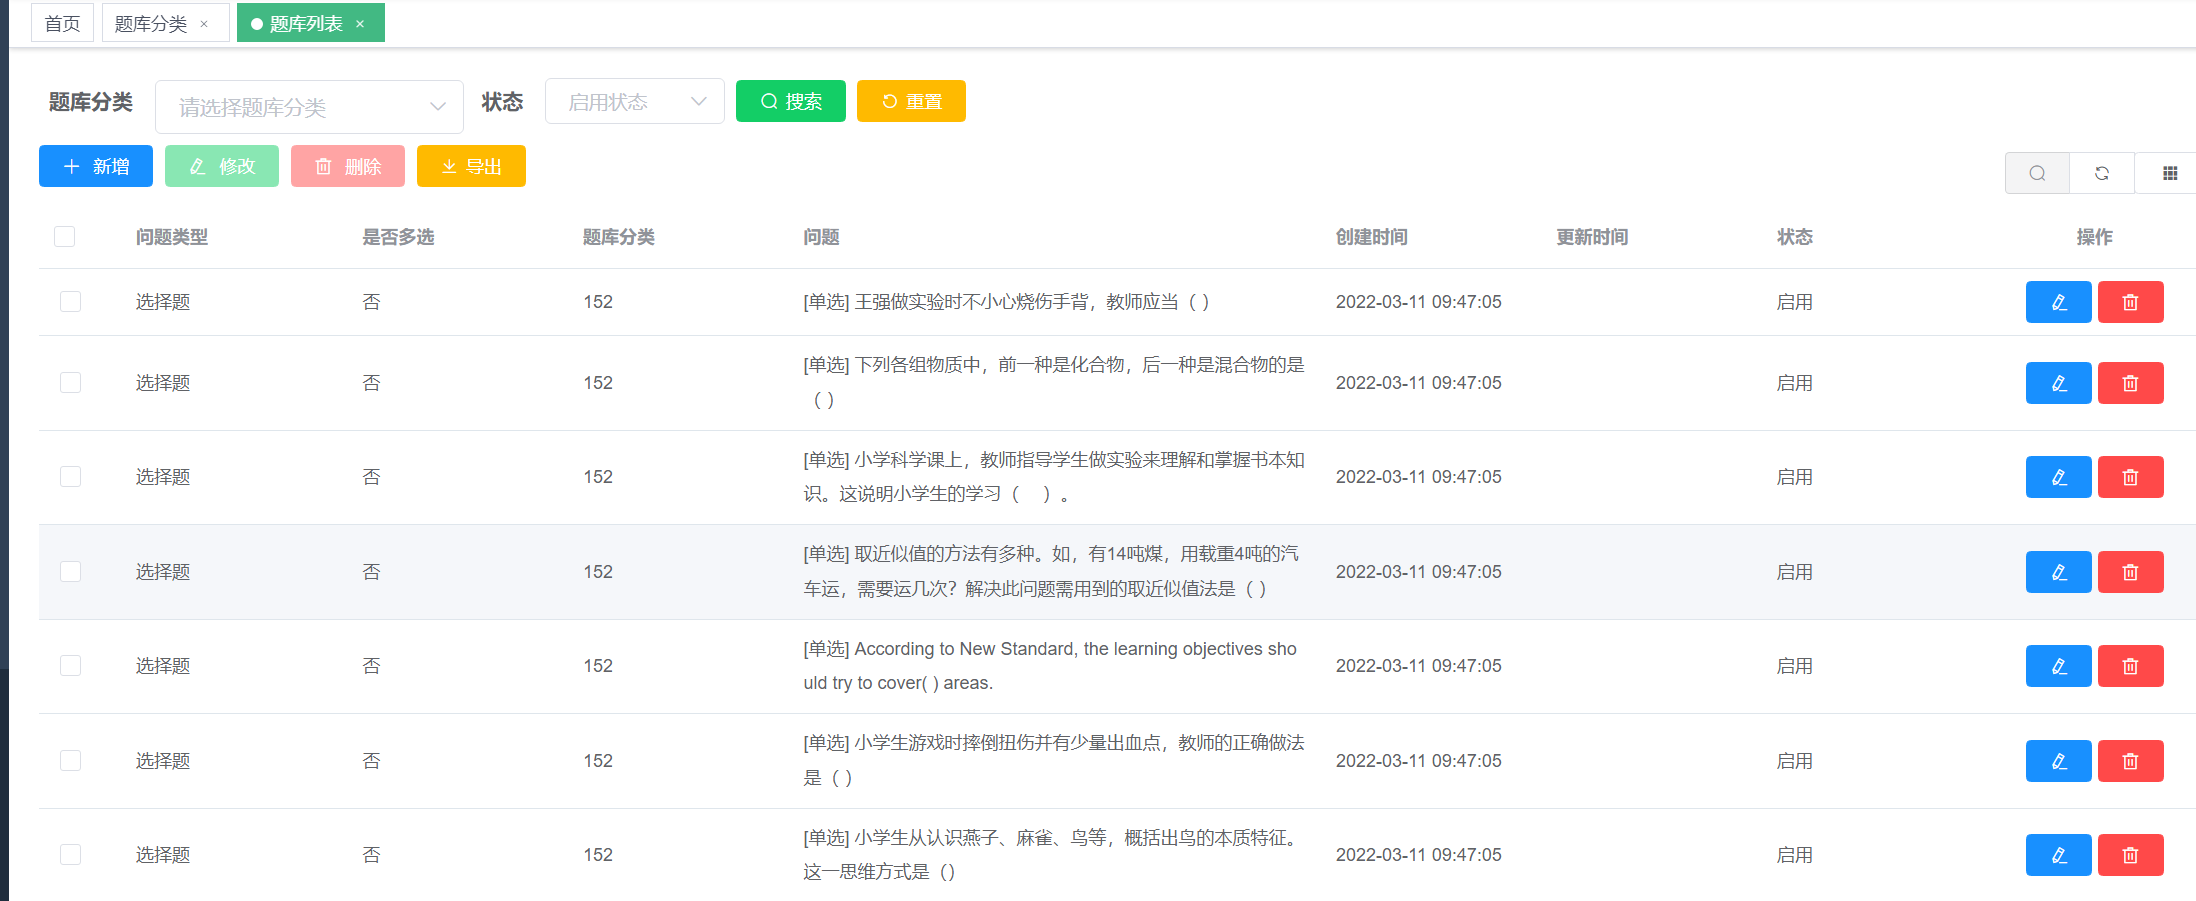 首页 题库分类 × 题库列表 ×
题库分类 请选择题库分类 状态 启用状态 搜索 重置
新增 修改 删除 导出
问题类型 是否多选 题库分类 问题 创建时间 更新时间 状态 操作
选择题 否 152 [单选] 王强做实验时不小心烧伤手背，教师应当（ ） 2022-03-11 09:47:05 启用
选择题 否 152 [单选] 下列各组物质中，前一种是化合物，后一种是混合物的是 2022-03-11 09:47:05 启用
（ ）
选择题 否 152 [单选] 小学科学课上，教师指导学生做实验来理解和掌握书本知 2022-03-11 09:47:05 启用
识。这说明小学生的学习（　）。
选择题 否 152 [单选] 取近似值的方法有多种。如，有14吨煤，用载重4吨的汽 2022-03-11 09:47:05 启用
车运，需要运几次？解决此问题需用到的取近似值法是（ ）
选择题 否 152 [单选] According to New Standard, the learning objectives sho 2022-03-11 09:47:05 启用
uld try to cover( ) areas.
选择题 否 152 [单选] 小学生游戏时摔倒扭伤并有少量出血点，教师的正确做法 2022-03-11 09:47:05 启用
是（ ）
选择题 否 152 [单选] 小学生从认识燕子、麻雀、鸟等，概括出鸟的本质特征。 2022-03-11 09:47:05 启用
这一思维方式是（）